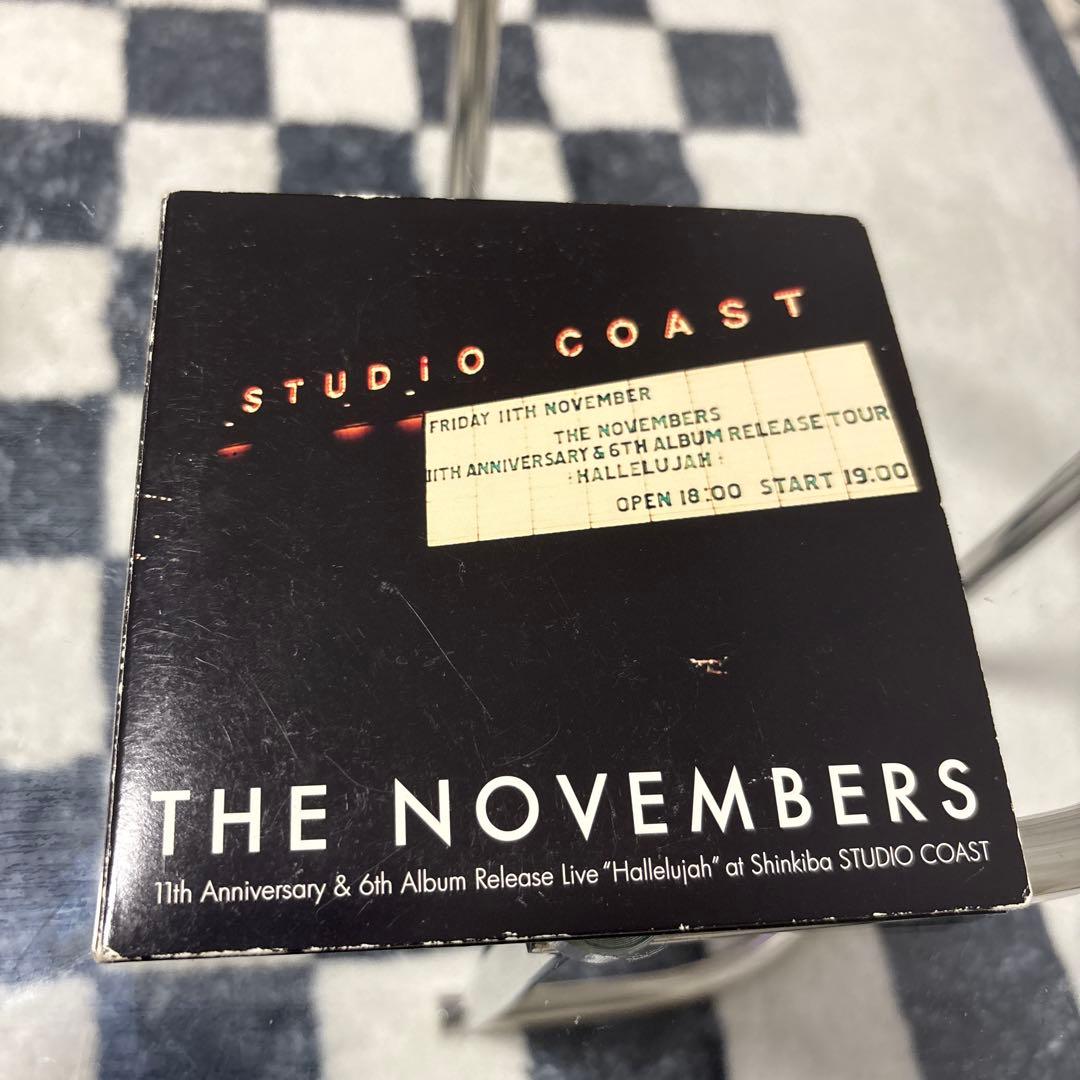 STUDiO COAST
FRIDAY 11TH NOVEMBER
THE NOVEMBERS
11TH ANNIVERSARY & 6TH ALBUM RELEASE TOUR
:HALLELUJAH:
OPEN 18:00 START 19:00
THE NOVEMBERS
11th Anniversary & 6th Album Release Live "Hallelujah" at Shinkiba STUDIO COAST